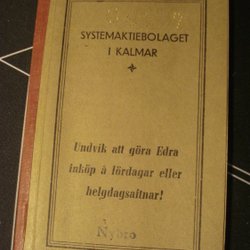 SYSTEMAKTIEBOLAGET
I KALMAR
Undvik att göra Edra
inköp å lördagar eller
helgdagsaftnar!
Nybro